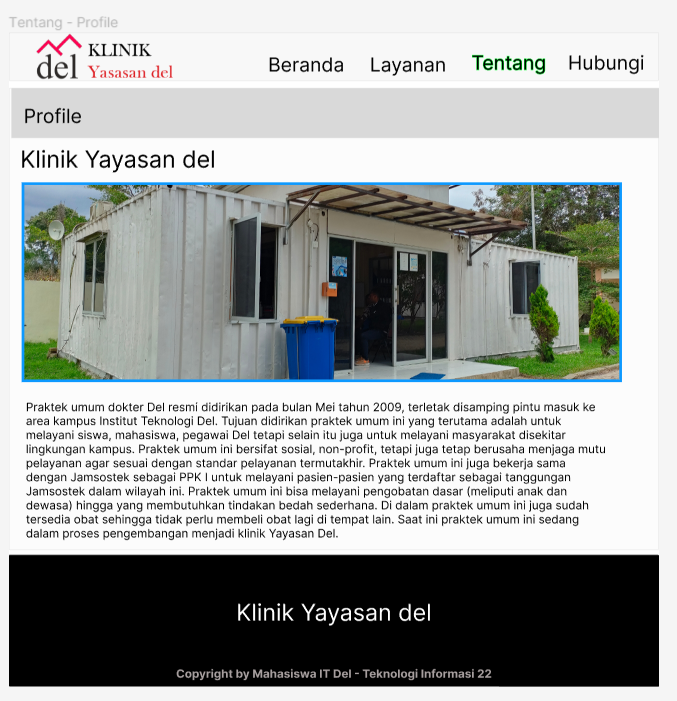 Tentang - Profile
KLINIK
del Yasasan del
Beranda Layanan Tentang Hubungi
Profile
Klinik Yayasan del
Praktek umum dokter Del resmi didirikan pada bulan Mei tahun 2009, terletak disamping pintu masuk ke
area kampus Institut Teknologi Del. Tujuan didirikan praktek umum ini yang terutama adalah untuk
melayani siswa, mahasiswa, pegawai Del tetapi selain itu juga untuk melayani masyarakat disekitar
lingkungan kampus. Praktek umum ini bersifat sosial, non-profit, tetapi juga tetap berusaha menjaga mutu
pelayanan agar sesuai dengan standar pelayanan termutakhir. Praktek umum ini juga bekerja sama
dengan Jamsostek sebagai PPK I untuk melayani pasien-pasien yang terdaftar sebagai tanggungan
Jamsostek dalam wilayah ini. Praktek umum ini bisa melayani pengobatan dasar (meliputi anak dan
dewasa) hingga yang membutuhkan tindakan bedah sederhana. Di dalam praktek umum ini juga sudah
tersedia obat sehingga tidak perlu membeli obat lagi di tempat lain. Saat ini praktek umum ini sedang
dalam proses pengembangan menjadi klinik Yayasan Del.
Klinik Yayasan del
Copyright by Mahasiswa IT Del - Teknologi Informasi 22